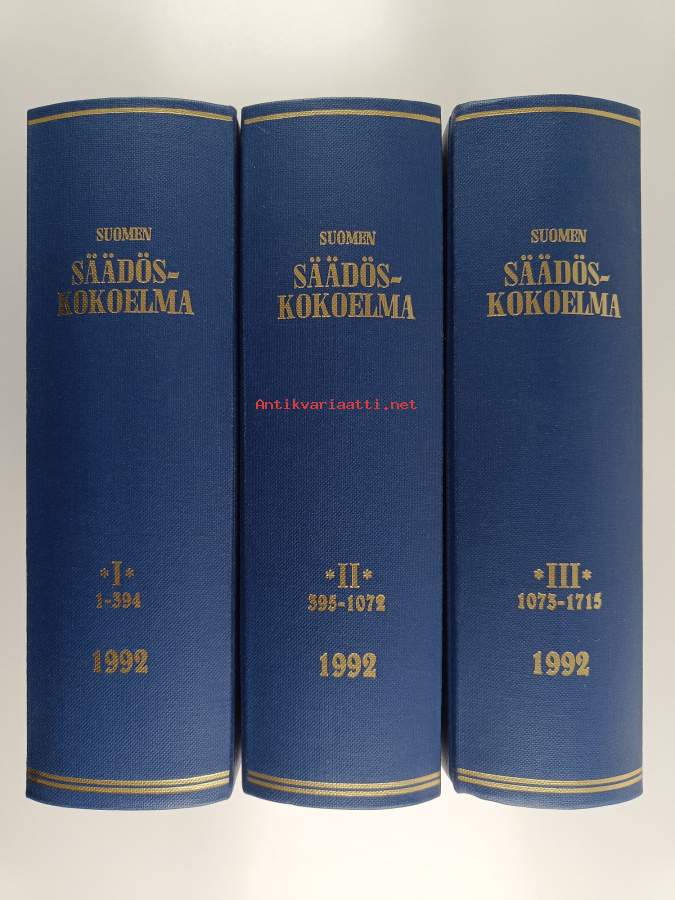 SUOMEN
SÄÄDÖS-
KOKOELMA
*I*
1-394
1992
SUOMEN
SÄÄDÖS-
KOKOELMA
*II*
395-1072
1992
SUOMEN
SÄÄDÖS-
KOKOELMA
*III*
1073-1715
1992
Antikvariaatti.net